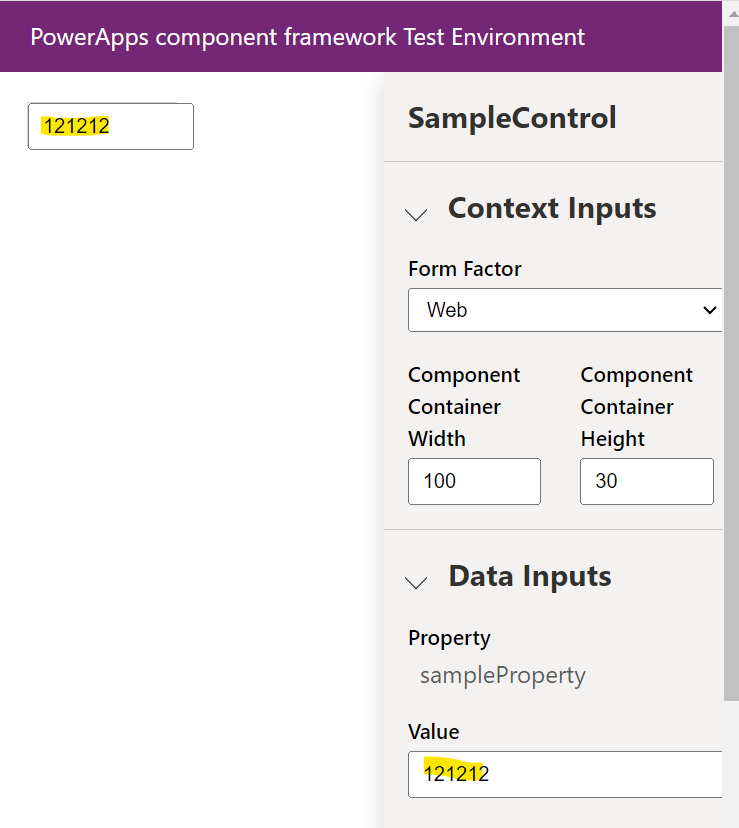 PowerApps component framework Test Environment
121212
SampleControl
Context Inputs
Form Factor
Web
Component Container Width
Component Container Height
100
30
Data Inputs
Property
sampleProperty
Value
121212